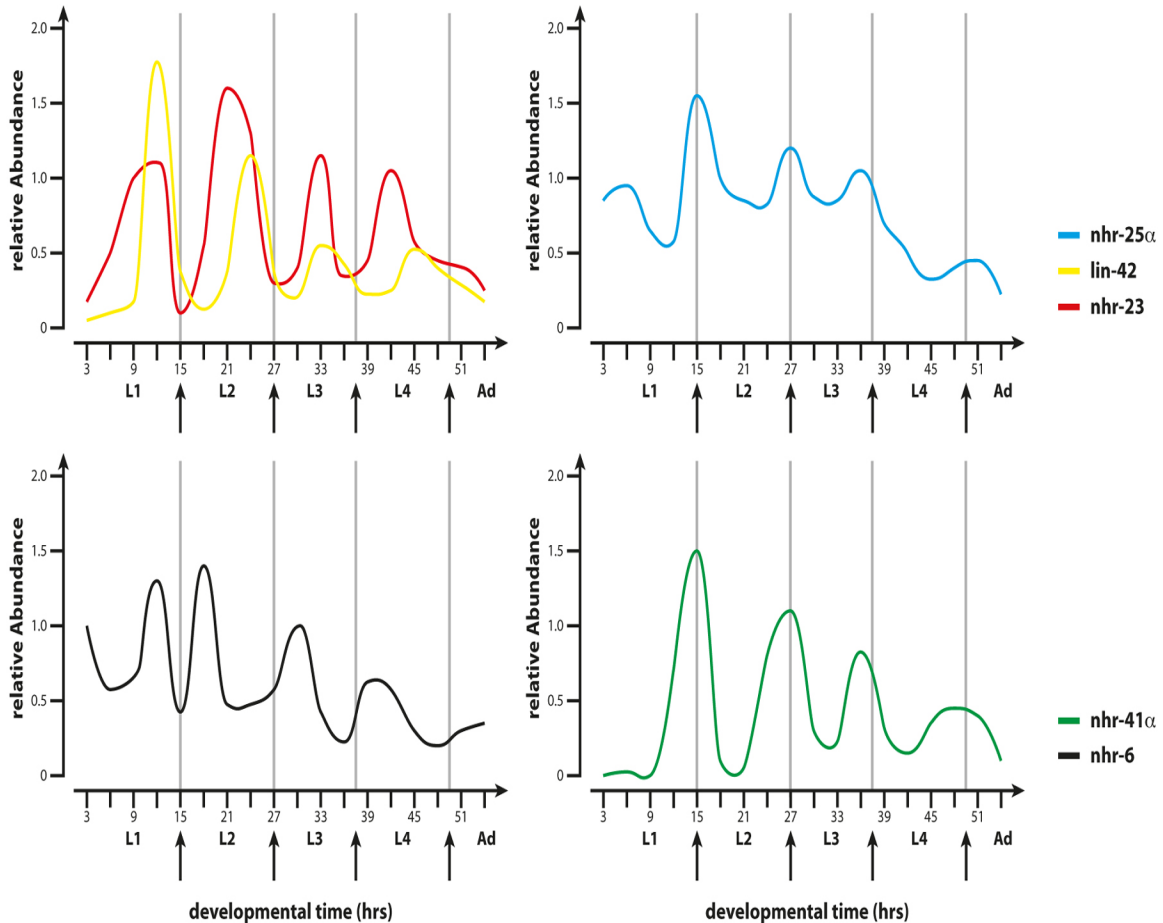 2.0
1.5
1.0
0.5
0
relative Abundance
3 9 15 21 27 33 39 45 51
L1 L2 L3 L4 Ad
2.0
1.5
1.0
0.5
0
relative Abundance
3 9 15 21 27 33 39 45 51
L1 L2 L3 L4 Ad
nhr-25α
lin-42
nhr-23
2.0
1.5
1.0
0.5
0
relative Abundance
3 9 15 21 27 33 39 45 51
L1 L2 L3 L4 Ad
developmental time (hrs)
2.0
1.5
1.0
0.5
0
relative Abundance
3 9 15 21 27 33 39 45 51
L1 L2 L3 L4 Ad
developmental time (hrs)
nhr-41α
nhr-6